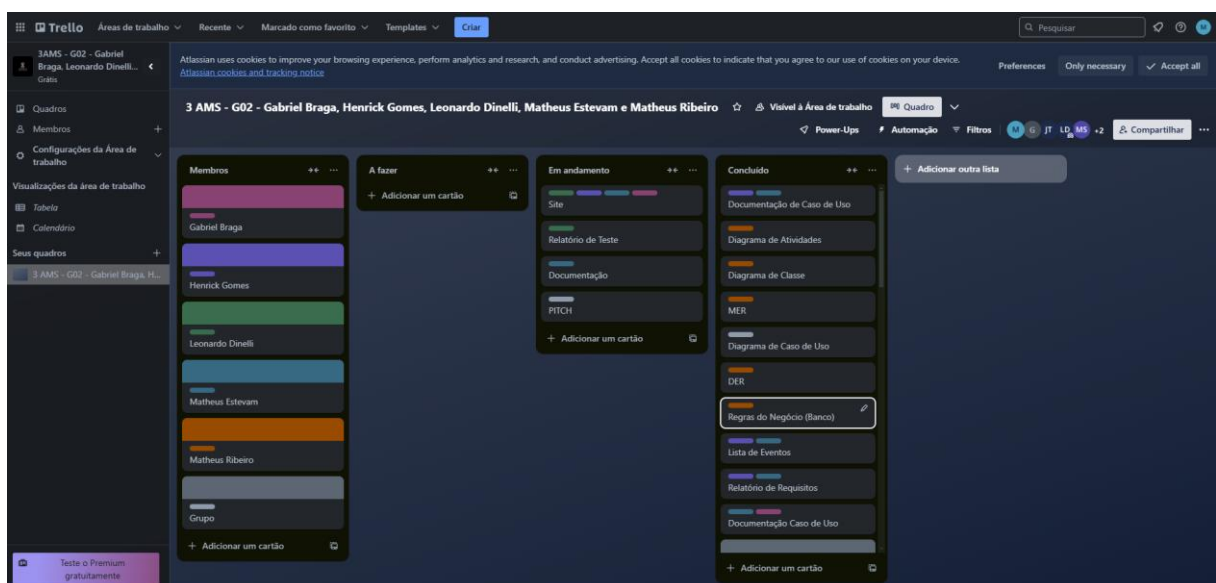 Trello
Áreas de trabalho
Recente
Marcado como favorito
Templates
Criar
Pesquisar
M
3AMS - G02 - Gabriel
Braga, Leonardo Dinelli...
Grátis
Quadros
Membros
Configurações da Área de
trabalho
Visualizações da área de trabalho
Tabela
Calendário
Seus quadros
3 AMS - G02 - Gabriel Braga, H...
Teste o Premium
gratuitamente
Atlassian uses cookies to improve your browsing experience, perform analytics and research, and conduct advertising. Accept all cookies to indicate that you agree to our use of cookies on your device.
Atlassian cookies and tracking notice
Preferences
Only necessary
Accept all
3 AMS - G02 - Gabriel Braga, Henrick Gomes, Leonardo Dinelli, Matheus Estevam e Matheus Ribeiro
Visível à Área de trabalho
Quadro
Power-Ups
Automação
Filtros
M G JT LD MS +2
Compartilhar
Membros
Gabriel Braga
Henrick Gomes
Leonardo Dinelli
Matheus Estevam
Matheus Ribeiro
Grupo
+ Adicionar um cartão
A fazer
+ Adicionar um cartão
Em andamento
Site
Relatório de Teste
Documentação
PITCH
+ Adicionar um cartão
Concluído
Documentação de Caso de Uso
Diagrama de Atividades
Diagrama de Classe
MER
Diagrama de Caso de Uso
DER
Regras do Negócio (Banco)
Lista de Eventos
Relatório de Requisitos
Documentação Caso de Uso
+ Adicionar um cartão
+ Adicionar outra lista